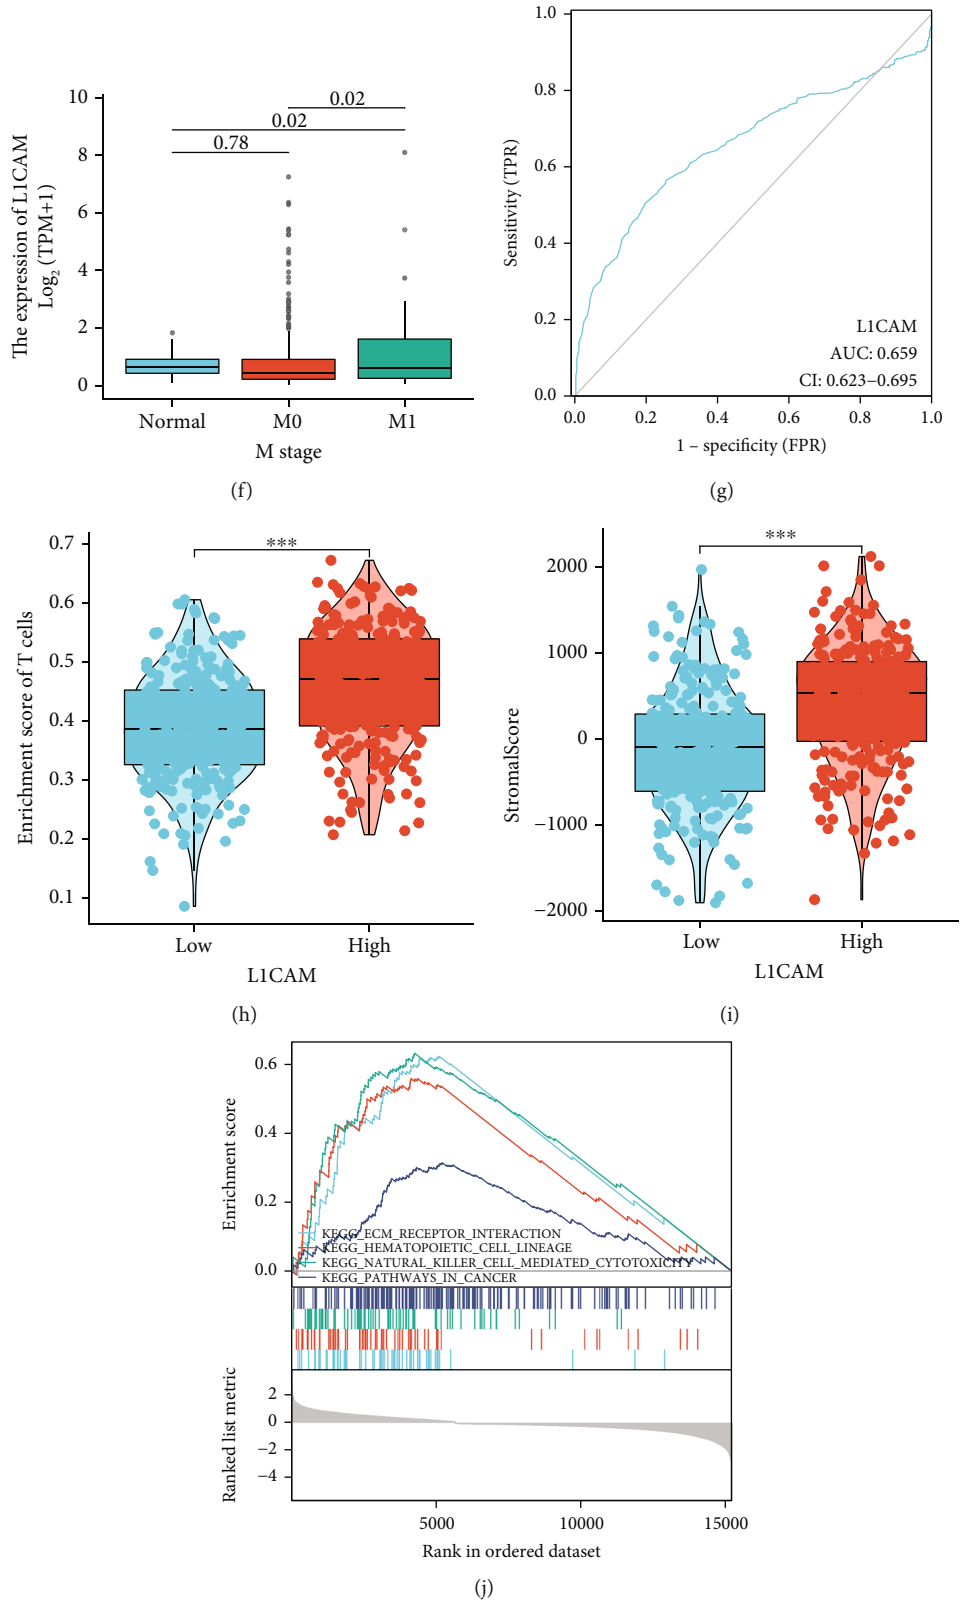 The expression of L1CAM
Log2 (TPM+1)
10
8
6
4
2
0
0.02
0.02
0.78
Normal
M0
M1
M stage
(f)
Sensitivity (TPR)
1.0
0.8
0.6
0.4
0.2
0.0
L1CAM
AUC: 0.659
CI: 0.623–0.695
0.0
0.2
0.4
0.6
0.8
1.0
1 – specificity (FPR)
(g)
Enrichment score of T cells
0.7
0.6
0.5
0.4
0.3
0.2
0.1
***
Low
High
L1CAM
(h)
StromalScore
2000
1000
0
–1000
–2000
***
Low
High
L1CAM
(i)
Enrichment score
0.6
0.4
0.2
0.0
KEGG_ECM_RECEPTOR_INTERACTION
KEGG_HEMATOPOIETIC_CELL_LINEAGE
KEGG_NATURAL_KILLER_CELL_MEDIATED_CYTOTOXICITY
KEGG_PATHWAYS_IN_CANCER
Ranked list metric
2
0
–2
–4
5000
10000
15000
Rank in ordered dataset
(j)